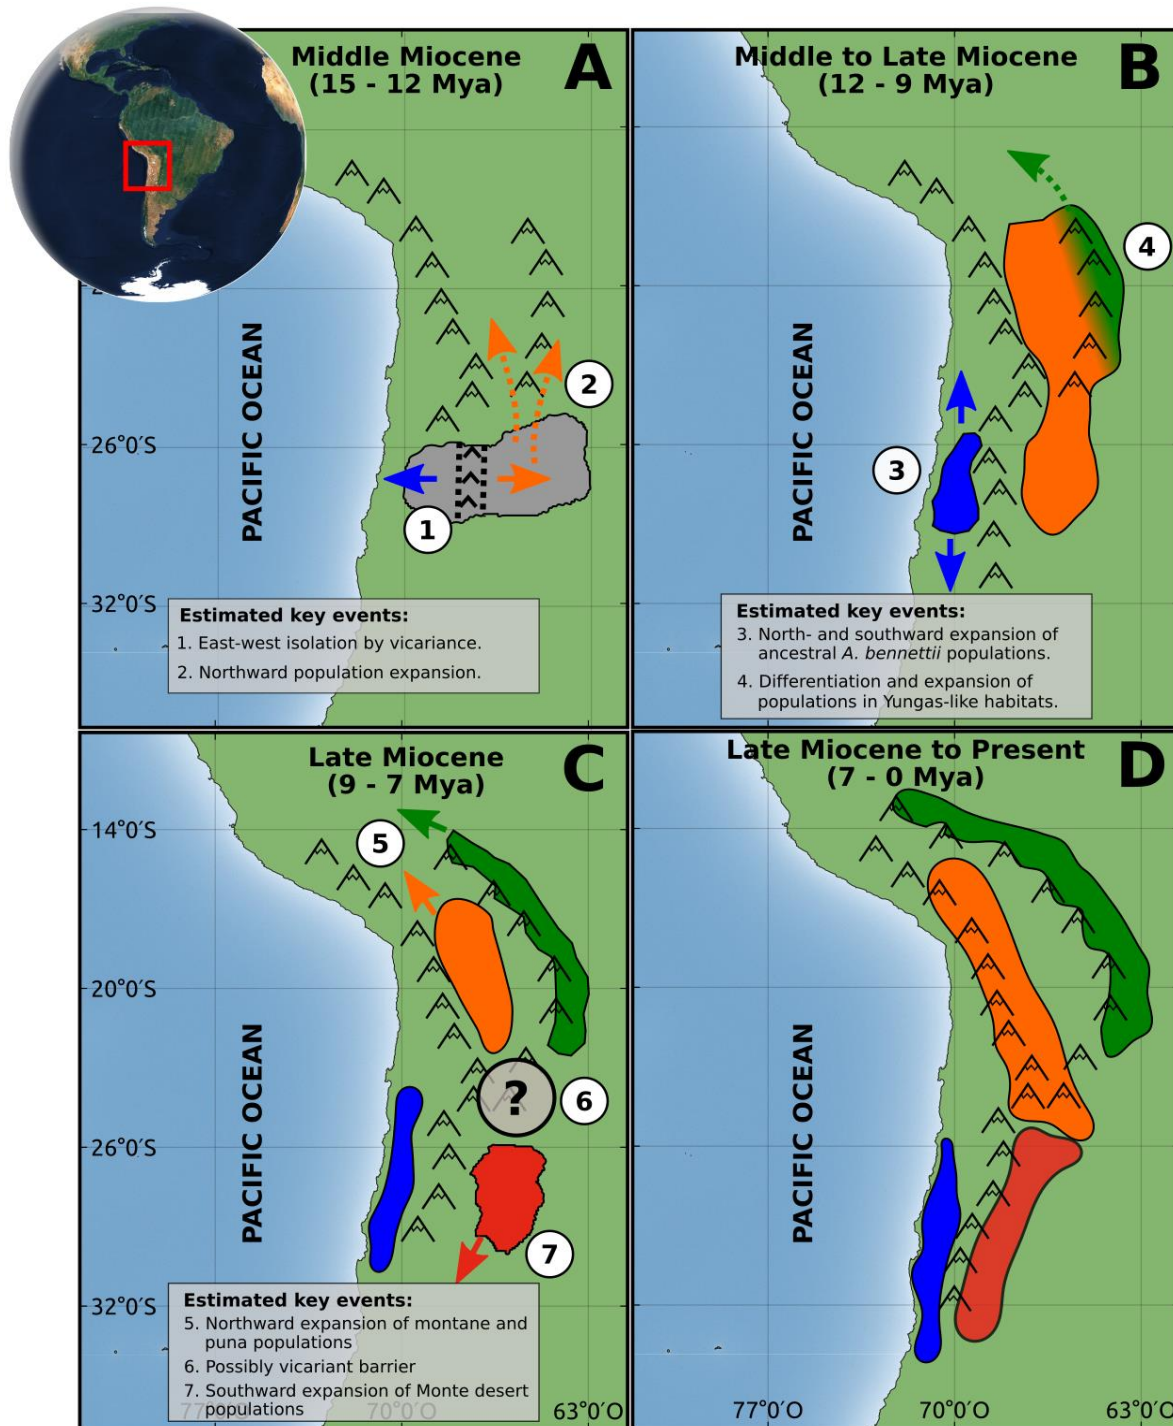 Middle Miocene
(15 - 12 Mya)
A
2
1
PACIFIC OCEAN
26°0'S
32°0'S
Estimated key events:
1. East-west isolation by vicariance.
2. Northward population expansion.
Middle to Late Miocene
(12 - 9 Mya)
B
4
3
PACIFIC OCEAN
Estimated key events:
3. North- and southward expansion of
ancestral A. bennettii populations.
4. Differentiation and expansion of
populations in Yungas-like habitats.
Late Miocene
(9 - 7 Mya)
C
14°0'S
5
20°0'S
?
6
PACIFIC OCEAN
26°0'S
7
32°0'S
Estimated key events:
5. Northward expansion of montane and
puna populations
6. Possibly vicariant barrier
7. Southward expansion of Monte desert
populations
77°0'O
70°0'O
63°0'O
Late Miocene to Present
(7 - 0 Mya)
D
PACIFIC OCEAN
77°0'O
70°0'O
63°0'O